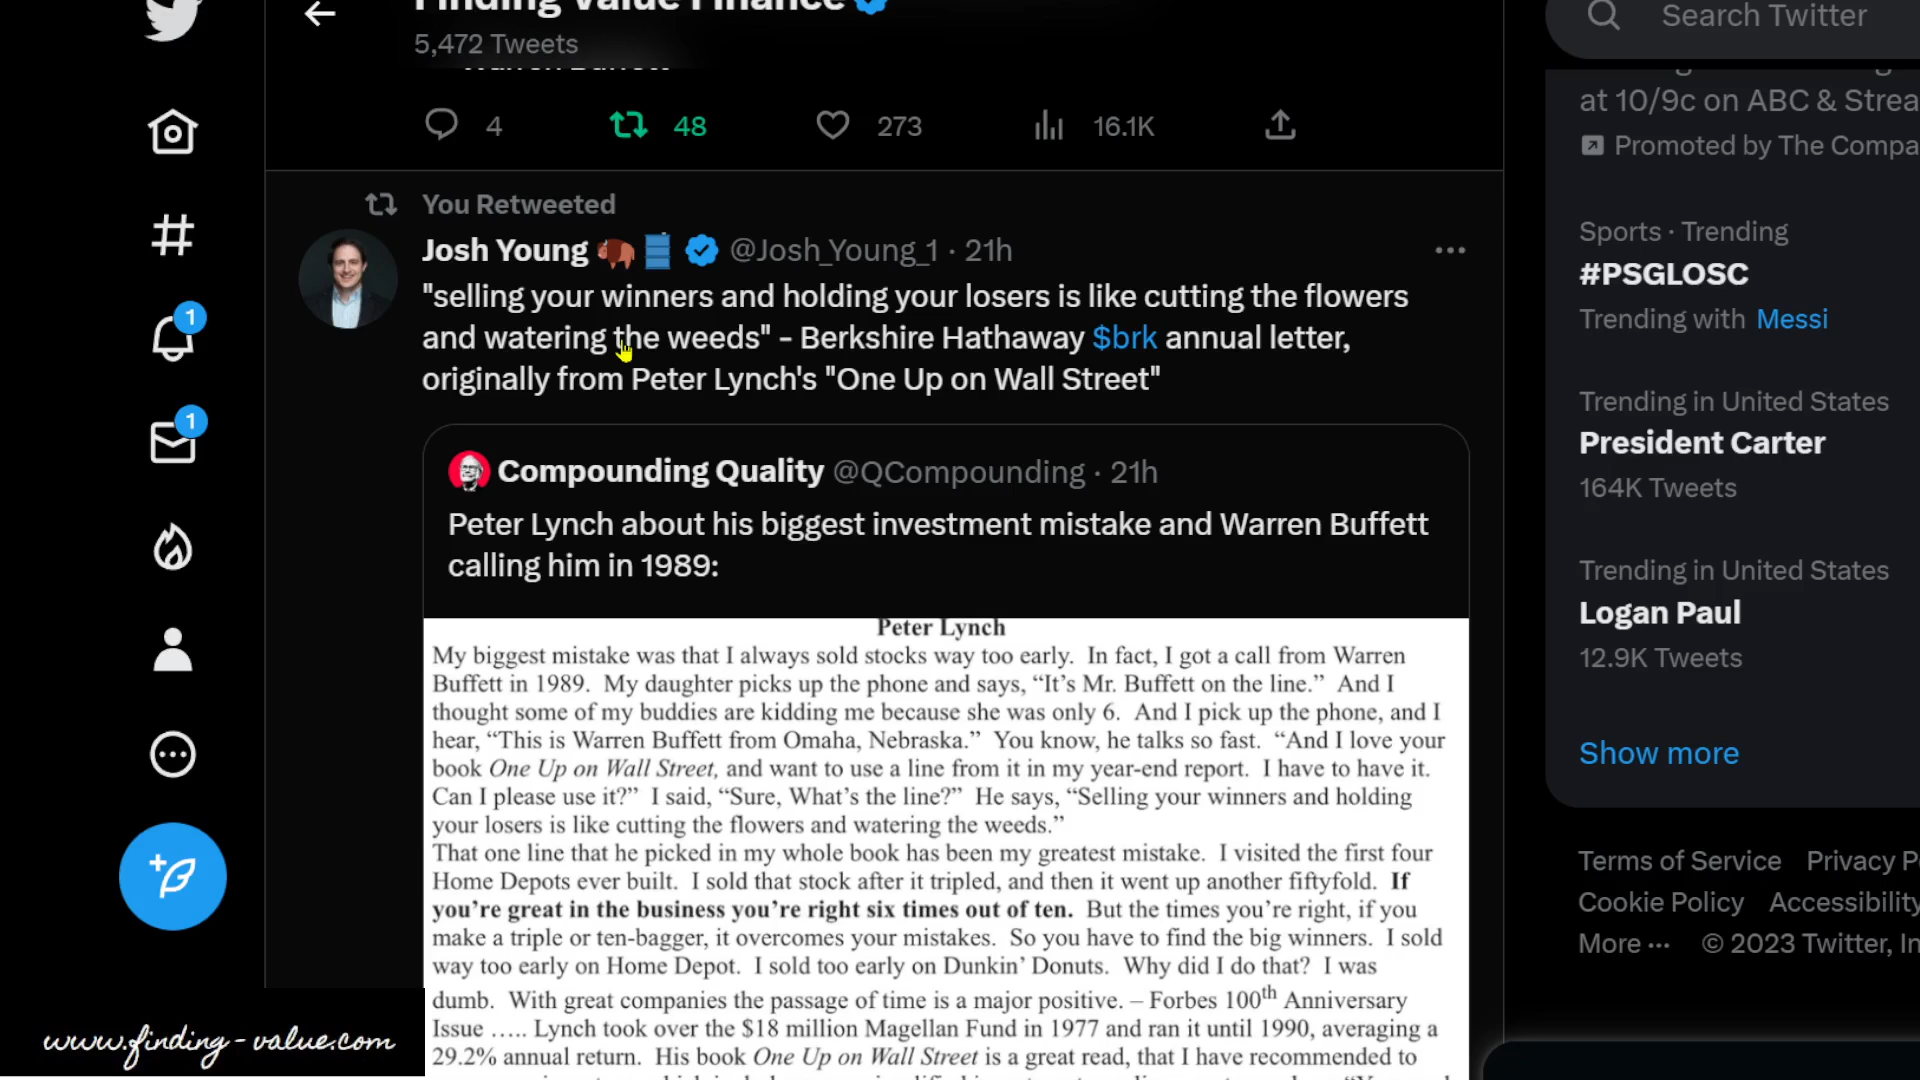 Finding Value Finance
5,472 Tweets
Warren Buffett
4 48 273 16.1K
You Retweeted
Josh Young @Josh_Young_1 · 21h
"selling your winners and holding your losers is like cutting the flowers
and watering the weeds" - Berkshire Hathaway $brk annual letter,
originally from Peter Lynch's "One Up on Wall Street"
Compounding Quality @QCompounding · 21h
Peter Lynch about his biggest investment mistake and Warren Buffett
calling him in 1989:
Peter Lynch
My biggest mistake was that I always sold stocks way too early. In fact, I got a call from Warren
Buffett in 1989. My daughter picks up the phone and says, “It’s Mr. Buffett on the line.” And I
thought some of my buddies are kidding me because she was only 6. And I pick up the phone, and I
hear, “This is Warren Buffett from Omaha, Nebraska.” You know, he talks so fast. “And I love your
book One Up on Wall Street, and want to use a line from it in my year-end report. I have to have it.
Can I please use it?” I said, “Sure, What’s the line?” He says, “Selling your winners and holding
your losers is like cutting the flowers and watering the weeds.”
That one line that he picked in my whole book has been my greatest mistake. I visited the first four
Home Depots ever built. I sold that stock after it tripled, and then it went up another fiftyfold. If
you’re great in the business you’re right six times out of ten. But the times you’re right, if you
make a triple or ten-bagger, it overcomes your mistakes. So you have to find the big winners. I sold
way too early on Home Depot. I sold too early on Dunkin’ Donuts. Why did I do that? I was
dumb. With great companies the passage of time is a major positive. – Forbes 100th Anniversary
Issue ….. Lynch took over the $18 million Magellan Fund in 1977 and ran it until 1990, averaging a
29.2% annual return. His book One Up on Wall Street is a great read, that I have recommended to
1
1
www.finding-value.com
Search Twitter
at 10/9c on ABC & Strea
Promoted by The Compa
Sports · Trending
#PSGLOSC
Trending with Messi
Trending in United States
President Carter
164K Tweets
Trending in United States
Logan Paul
12.9K Tweets
Show more
Terms of Service Privacy P
Cookie Policy Accessibility
More ··· © 2023 Twitter, In